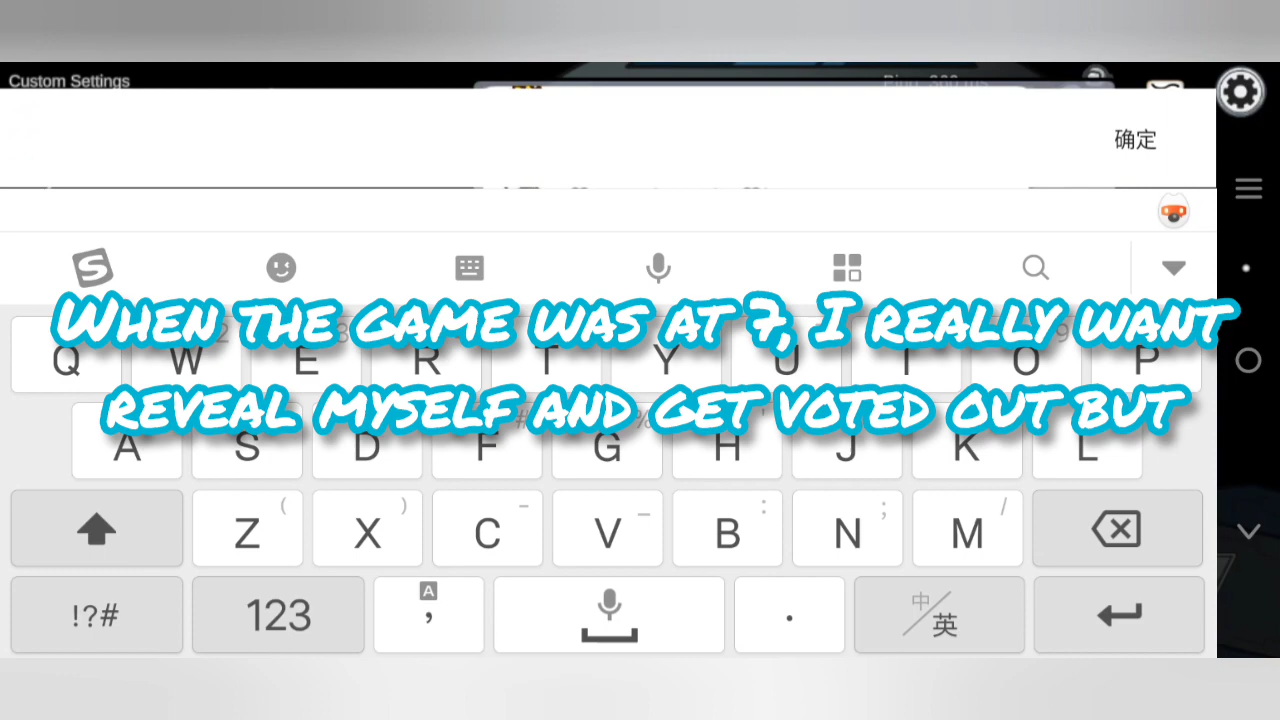 Custom Settings
确定
When the game was at 7, I really want
reveal myself and get voted out but
Q W E R T Y U I O P
A S D F G H J K L
Z X C V B N M
( ) - _ : ; /
!?# 123 A , . 中/英